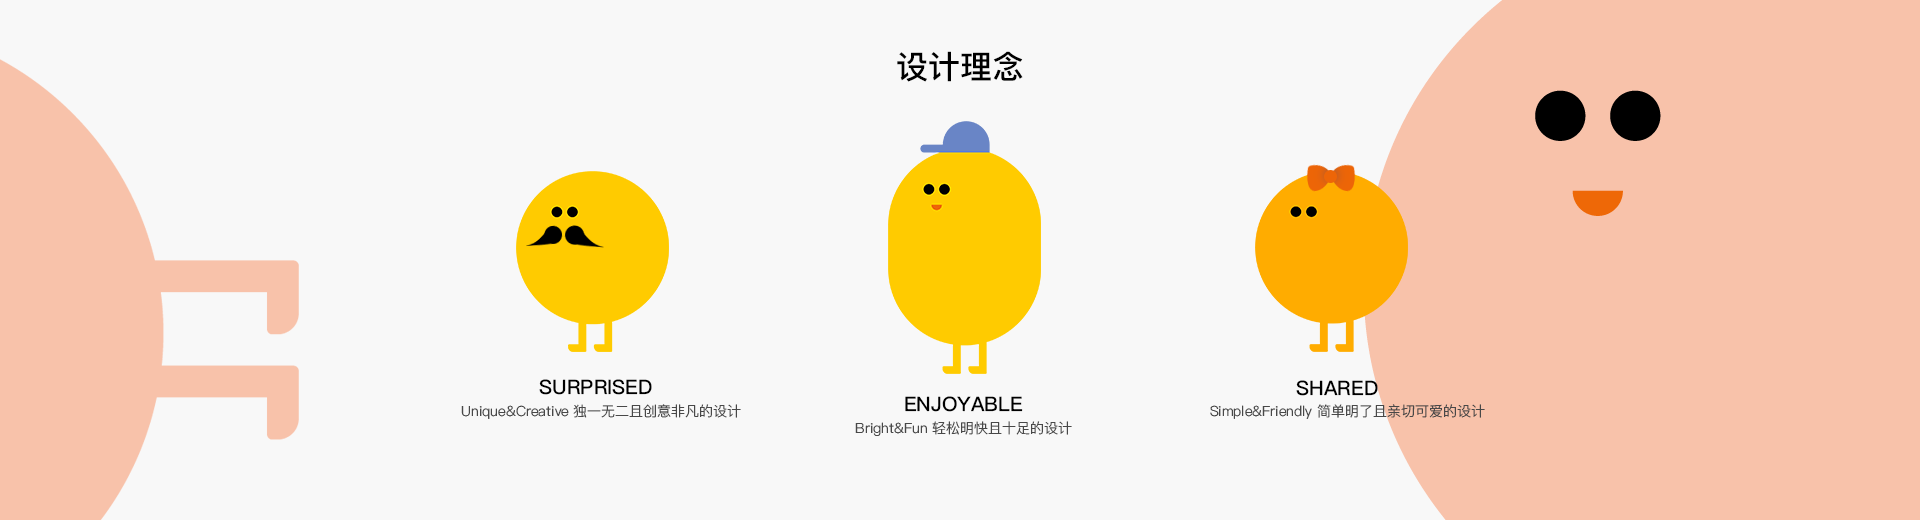 设计理念
SURPRISED
Unique&Creative 独一无二且创意非凡的设计
ENJOYABLE
Bright&Fun 轻松明快且十足的设计
SHARED
Simple&Friendly 简单明了且亲切可爱的设计